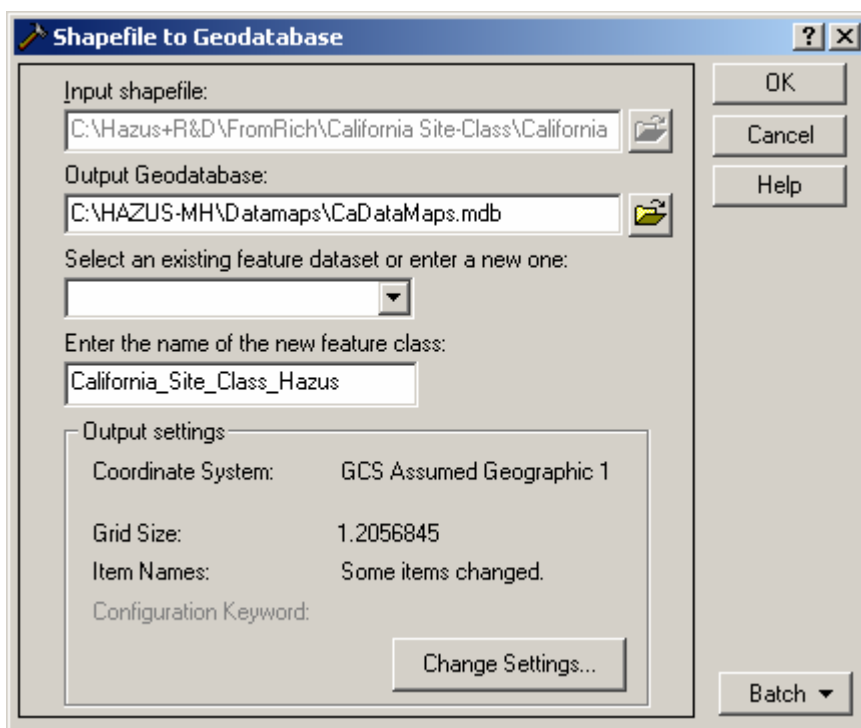 Shapefile to Geodatabase
Input shapefile:
C:\Hazus+R&D\FromRich\California Site-Class\California
Output Geodatabase:
C:\HAZUS-MH\Datamaps\CaDataMaps.mdb
Select an existing feature dataset or enter a new one:
Enter the name of the new feature class:
California_Site_Class_Hazus
Output settings
Coordinate System: GCS Assumed Geographic 1
Grid Size: 1.2056845
Item Names: Some items changed.
Configuration Keyword:
Change Settings...
OK
Cancel
Help
Batch